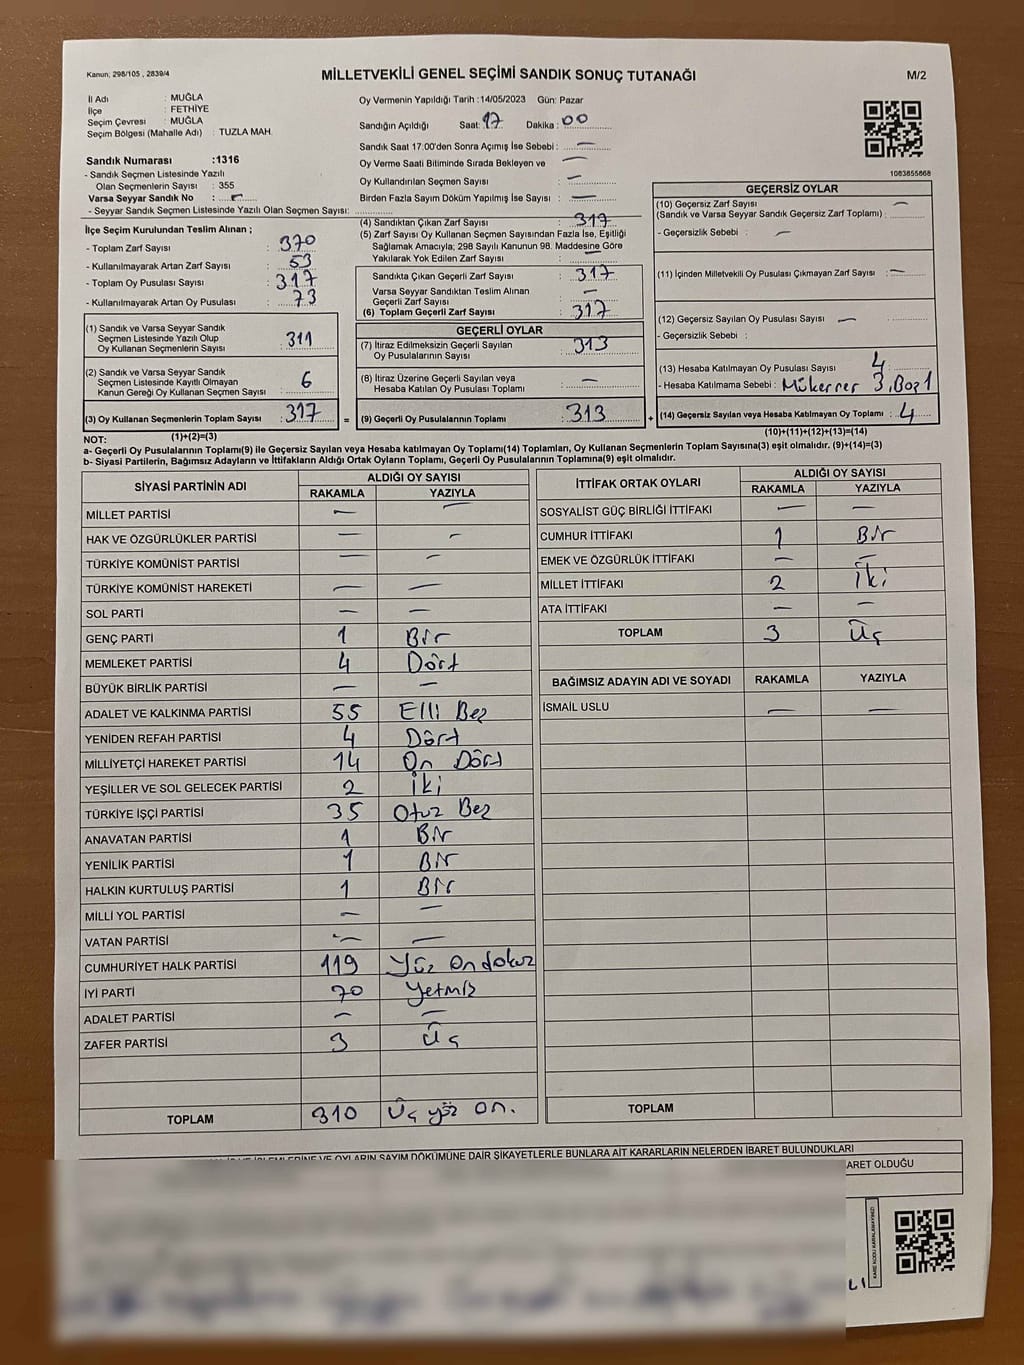 Kanun; 298/105 , 2839/4
MİLLETVEKİLİ GENEL SEÇİMİ SANDIK SONUÇ TUTANAĞI
M/2
İl Adı : MUĞLA
İlçe : FETHİYE
Seçim Çevresi : MUĞLA
Seçim Bölgesi (Mahalle Adı) : TUZLA MAH.
Sandık Numarası :1316
- Sandık Seçmen Listesinde Yazılı
Olan Seçmenlerin Sayısı : 355
Varsa Seyyar Sandık No :
- Seyyar Sandık Seçmen Listesinde Yazılı Olan Seçmen Sayısı:
Oy Vermenin Yapıldığı Tarih :14/05/2023 Gün: Pazar
Sandığın Açıldığı Saat: 17 Dakika : 00
Sandık Saat 17:00'den Sonra Açımış İse Sebebi : —
Oy Verme Saati Bitiminde Sırada Bekleyen ve —
Oy Kullandırılan Seçmen Sayısı : —
Birden Fazla Sayım Döküm Yapılmış İse Sayısı : —
1083855868
İlçe Seçim Kurulundan Teslim Alınan ;
- Toplam Zarf Sayısı : 370
- Kullanılmayarak Artan Zarf Sayısı : 53
- Toplam Oy Pusulası Sayısı : 317
- Kullanılmayarak Artan Oy Pusulası : 73
(4) Sandıktan Çıkan Zarf Sayısı : 317
(5) Zarf Sayısı Oy Kullanan Seçmen Sayısından Fazla İse, Eşitliği
Sağlamak Amacıyla; 298 Sayılı Kanunun 98. Maddesine Göre
Yakılarak Yok Edilen Zarf Sayısı : —
Sandıkta Çıkan Geçerli Zarf Sayısı : 317
Varsa Seyyar Sandıktan Teslim Alınan
Geçerli Zarf Sayısı : —
(6) Toplam Geçerli Zarf Sayısı : 317
GEÇERSİZ OYLAR
(10) Geçersiz Zarf Sayısı —
(Sandık ve Varsa Seyyar Sandık Geçersiz Zarf Toplamı) :
- Geçersizlik Sebebi : —
(11) İçinden Milletvekili Oy Pusulası Çıkmayan Zarf Sayısı : —
(12) Geçersiz Sayılan Oy Pusulası Sayısı : —
- Geçersizlik Sebebi :
(13) Hesaba Katılmayan Oy Pusulası Sayısı : 4
- Hesaba Katılmama Sebebi : Mükerrer 3, Boş 1
(14) Geçersiz Sayılan veya Hesaba Katılmayan Oy Toplamı : 4
(10)+(11)+(12)+(13)=(14)
(1) Sandık ve Varsa Seyyar Sandık
Seçmen Listesinde Yazılı Olup
Oy Kullanan Seçmenlerin Sayısı : 311
(2) Sandık ve Varsa Seyyar Sandık
Seçmen Listesinde Kayıtlı Olmayan
Kanun Gereği Oy Kullanan Seçmen Sayısı : 6
(3) Oy Kullanan Seçmenlerin Toplam Sayısı : 317 =
GEÇERLİ OYLAR
(7) İtiraz Edilmeksizin Geçerli Sayılan
Oy Pusulalarının Sayısı : 313
(8) İtiraz Üzerine Geçerli Sayılan veya
Hesaba Katılan Oy Pusulası Toplamı : —
(9) Geçerli Oy Pusulalarının Toplamı : 313 +
NOT: (1)+(2)=(3)
a- Geçerli Oy Pusulalarının Toplamı(9) ile Geçersiz Sayılan veya Hesaba katılmayan Oy Toplamı(14) Toplamları, Oy Kullanan Seçmenlerin Toplam Sayısına(3) eşit olmalıdır. (9)+(14)=(3)
b- Siyasi Partilerin, Bağımsız Adayların ve İttifakların Aldığı Ortak Oyların Toplamı, Geçerli Oy Pusulalarının Toplamına(9) eşit olmalıdır.
SİYASİ PARTİNİN ADI ALDIĞI OY SAYISI
RAKAMLA YAZIYLA
MİLLET PARTİSİ — —
HAK VE ÖZGÜRLÜKLER PARTİSİ — —
TÜRKİYE KOMÜNİST PARTİSİ — —
TÜRKİYE KOMÜNİST HAREKETİ — —
SOL PARTİ — —
GENÇ PARTİ 1 Bir
MEMLEKET PARTİSİ 4 Dört
BÜYÜK BİRLİK PARTİSİ — —
ADALET VE KALKINMA PARTİSİ 55 Elli Beş
YENİDEN REFAH PARTİSİ 4 Dört
MİLLİYETÇİ HAREKET PARTİSİ 14 On Dört
YEŞİLLER VE SOL GELECEK PARTİSİ 2 İki
TÜRKİYE İŞÇİ PARTİSİ 35 Otuz Beş
ANAVATAN PARTİSİ 1 Bir
YENİLİK PARTİSİ 1 Bir
HALKIN KURTULUŞ PARTİSİ 1 Bir
MİLLİ YOL PARTİSİ — —
VATAN PARTİSİ — —
CUMHURİYET HALK PARTİSİ 119 Yüz On dokuz
İYİ PARTİ 70 Yetmiş
ADALET PARTİSİ — —
ZAFER PARTİSİ 3 Üç
TOPLAM 310 Üç yüz on.
İTTİFAK ORTAK OYLARI ALDIĞI OY SAYISI
RAKAMLA YAZIYLA
SOSYALİST GÜÇ BİRLİĞİ İTTİFAKI — —
CUMHUR İTTİFAKI 1 Bir
EMEK VE ÖZGÜRLÜK İTTİFAKI — —
MİLLET İTTİFAKI 2 İki
ATA İTTİFAKI — —
TOPLAM 3 Üç
BAĞIMSIZ ADAYIN ADI VE SOYADI RAKAMLA YAZIYLA
İSMAİL USLU — —
TOPLAM
İŞLEMLERİNE VE OYLARIN SAYIM DÖKÜMÜNE DAİR ŞİKAYETLERLE BUNLARA AİT KARARLARIN NELERDEN İBARET BULUNDUKLARI
ARET OLDUĞU
KARE KODU KARALAMAYINIZ!